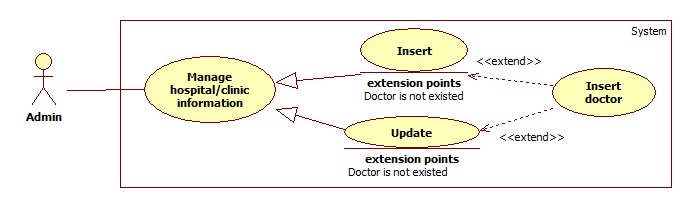 System
Insert
<<extend>>
Manage
hospital/clinic
information
extension points
Doctor is not existed
Insert
doctor
Admin
Update
<<extend>>
extension points
Doctor is not existed